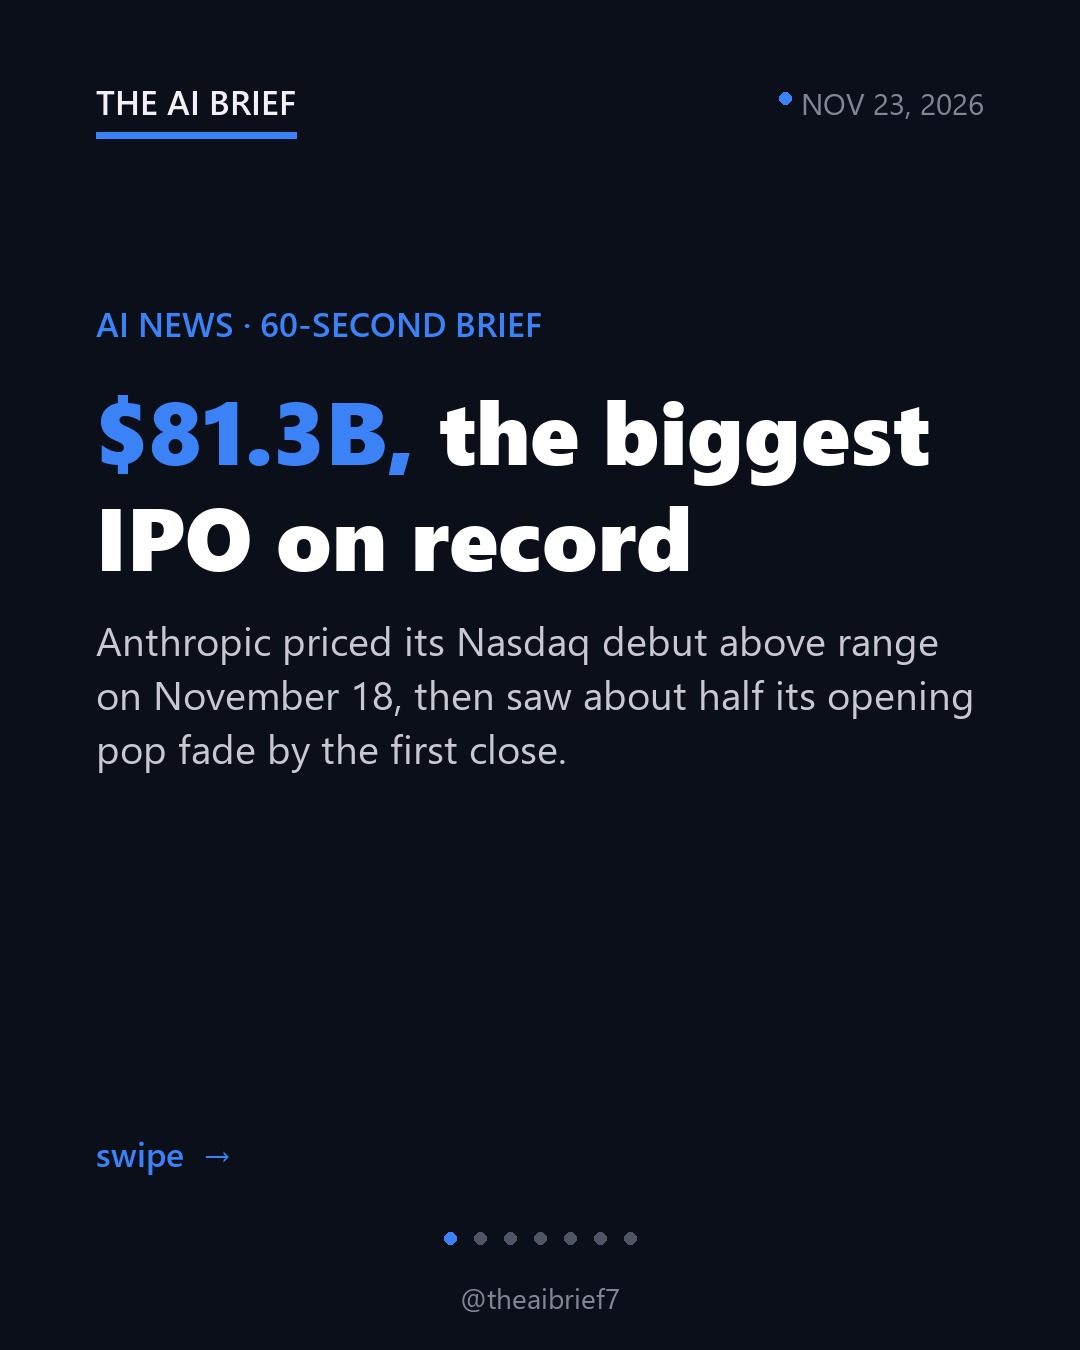 THE AI BRIEF
NOV 23, 2026
AI NEWS · 60-SECOND BRIEF
$81.3B, the biggest
IPO on record
Anthropic priced its Nasdaq debut above range
on November 18, then saw about half its opening
pop fade by the first close.
swipe →
@theaibrief7